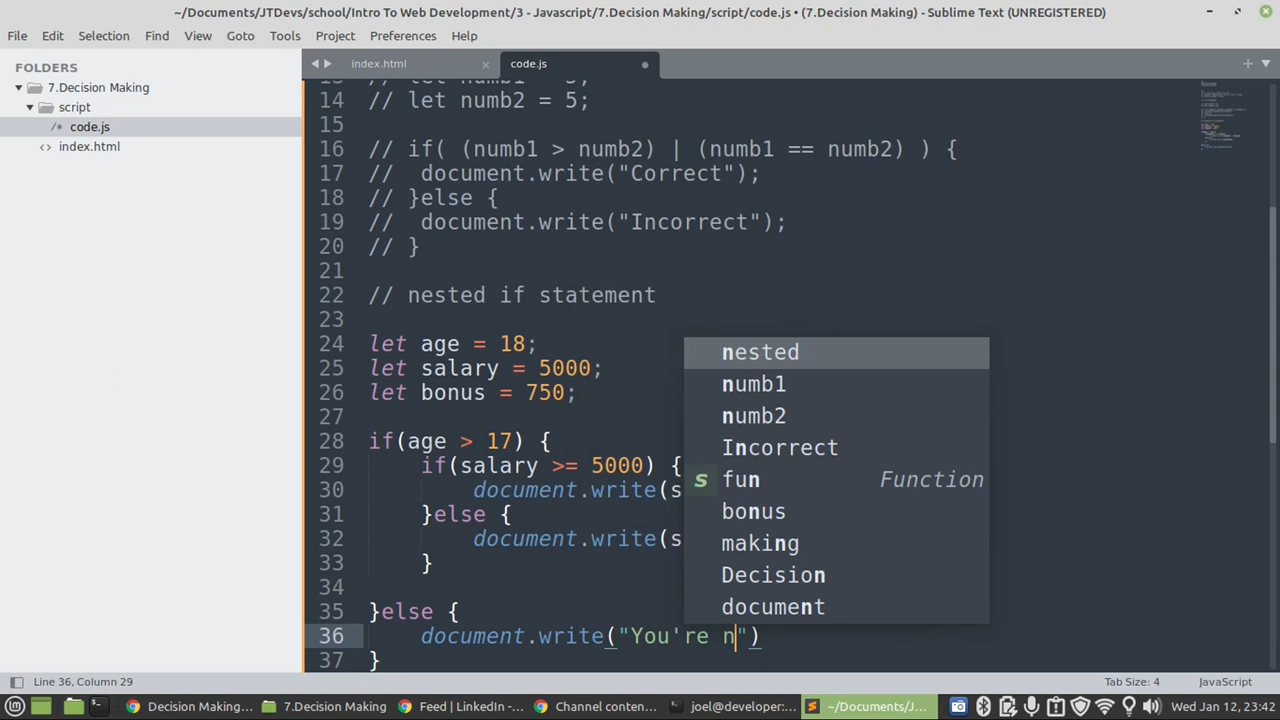 ~/Documents/JTDevs/school/Intro To Web Development/3 - Javascript/7.Decision Making/script/code.js • (7.Decision Making) - Sublime Text (UNREGISTERED)
File Edit Selection Find View Goto Tools Project Preferences Help
FOLDERS
7.Decision Making
script
/* code.js
<> index.html
index.html × code.js
14 // let numb2 = 5;
15
16 // if( (numb1 > numb2) | (numb1 == numb2) ) {
17 // document.write("Correct");
18 // }else {
19 // document.write("Incorrect");
20 // }
21
22 // nested if statement
23
24 let age = 18;
25 let salary = 5000;
26 let bonus = 750;
27
28 if(age > 17) {
29 if(salary >= 5000) {
30 document.write(s
31 }else {
32 document.write(s
33 }
34
35 }else {
36 document.write("You're n")
37 }
nested
numb1
numb2
Incorrect
s fun Function
bonus
making
Decision
document
Line 36, Column 29 Tab Size: 4 JavaScript
Decision Making... 7.Decision Making Feed | LinkedIn -... Channel conten... joel@developer:... ~/Documents/J... Wed Jan 12, 23:42